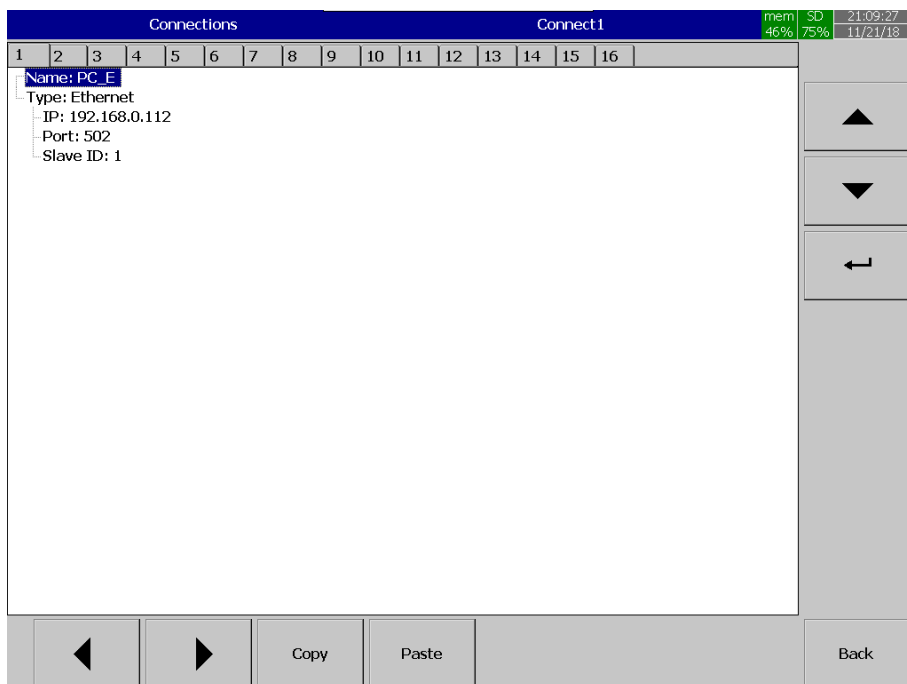 Connections Connect1 mem SD 21:09:27
46% 75% 11/21/18
1 2 3 4 5 6 7 8 9 10 11 12 13 14 15 16
Name: PC_E
Type: Ethernet
IP: 192.168.0.112
Port: 502
Slave ID: 1
Copy Paste Back